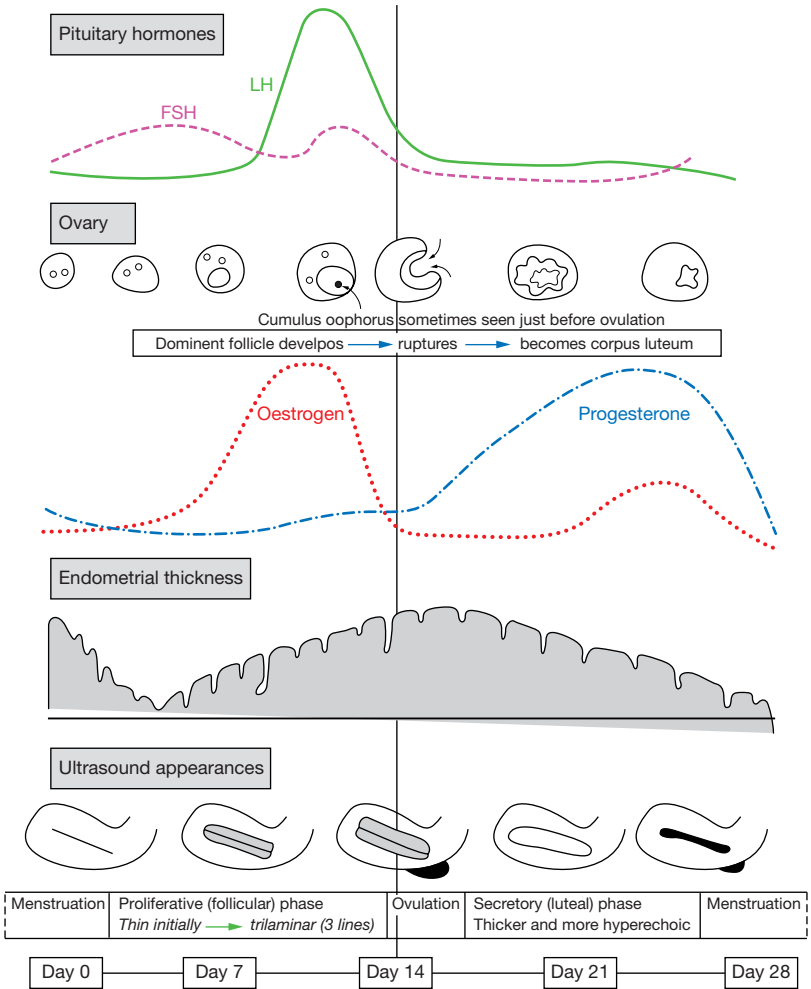 Pituitary hormones
LH
FSH
Ovary
Cumulus oophorus sometimes seen just before ovulation
Dominent follicle develpos ruptures becomes corpus luteum
Oestrogen
Progesterone
Endometrial thickness
Ultrasound appearances
Menstruation
Proliferative (follicular) phase
Thin initially trilaminar (3 lines)
Ovulation
Secretory (luteal) phase
Thicker and more hyperechoic
Menstruation
Day 0 Day 7 Day 14 Day 21 Day 28